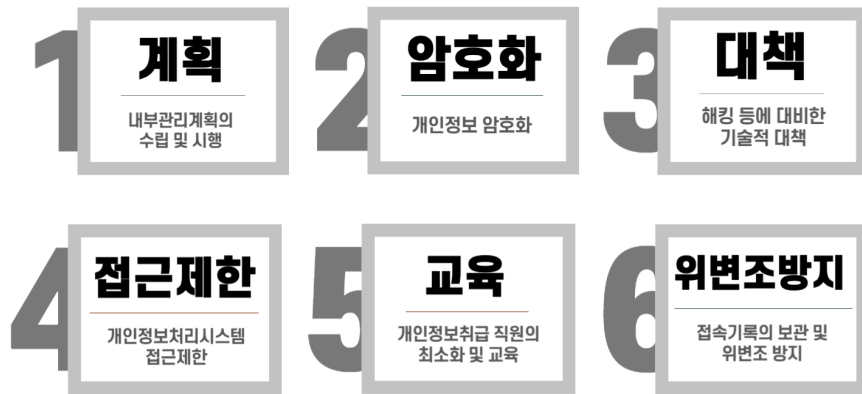 1
계획
내부관리계획의
수립 및 시행
2
암호화
개인정보 암호화
3
대책
해킹 등에 대비한
기술적 대책
4
접근제한
개인정보처리시스템
접근제한
5
교육
개인정보취급 직원의
최소화 및 교육
6
위변조방지
접속기록의 보관 및
위변조 방지